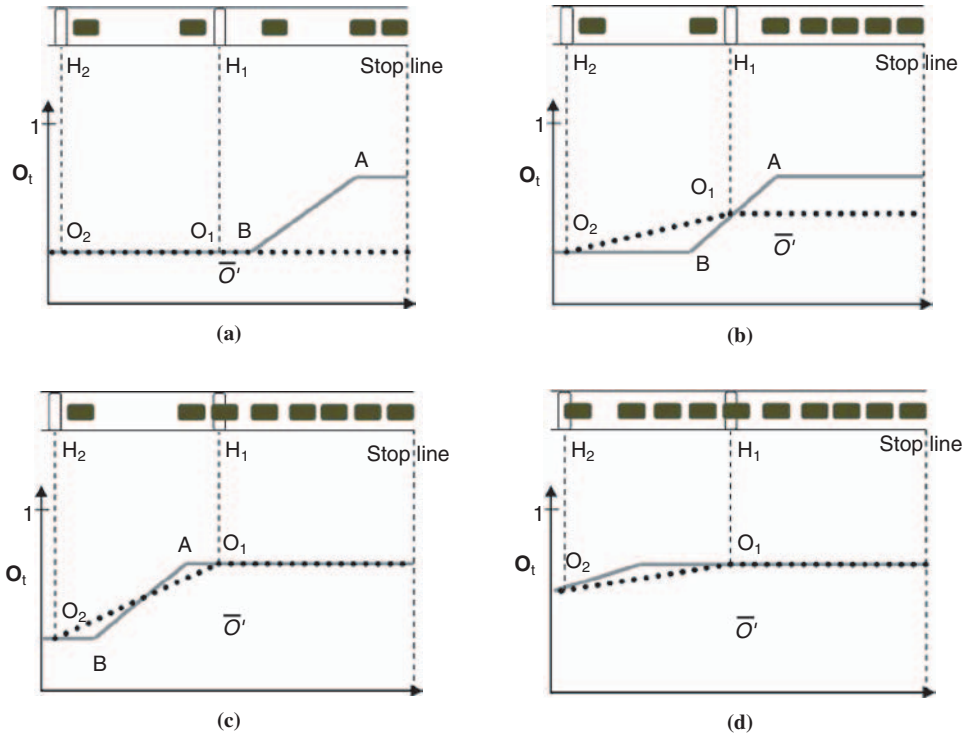 H₂ H₁ Stop line
1
A
Oₜ
O₂ O₁ B
O̅'
(a)
H₂ H₁ Stop line
1
A
O₁
Oₜ
O₂
O̅'
B
(b)
H₂ H₁ Stop line
1
A O₁
Oₜ
O₂
O̅'
B
(c)
H₂ H₁ Stop line
1
O₁
Oₜ O₂
O̅'
(d)